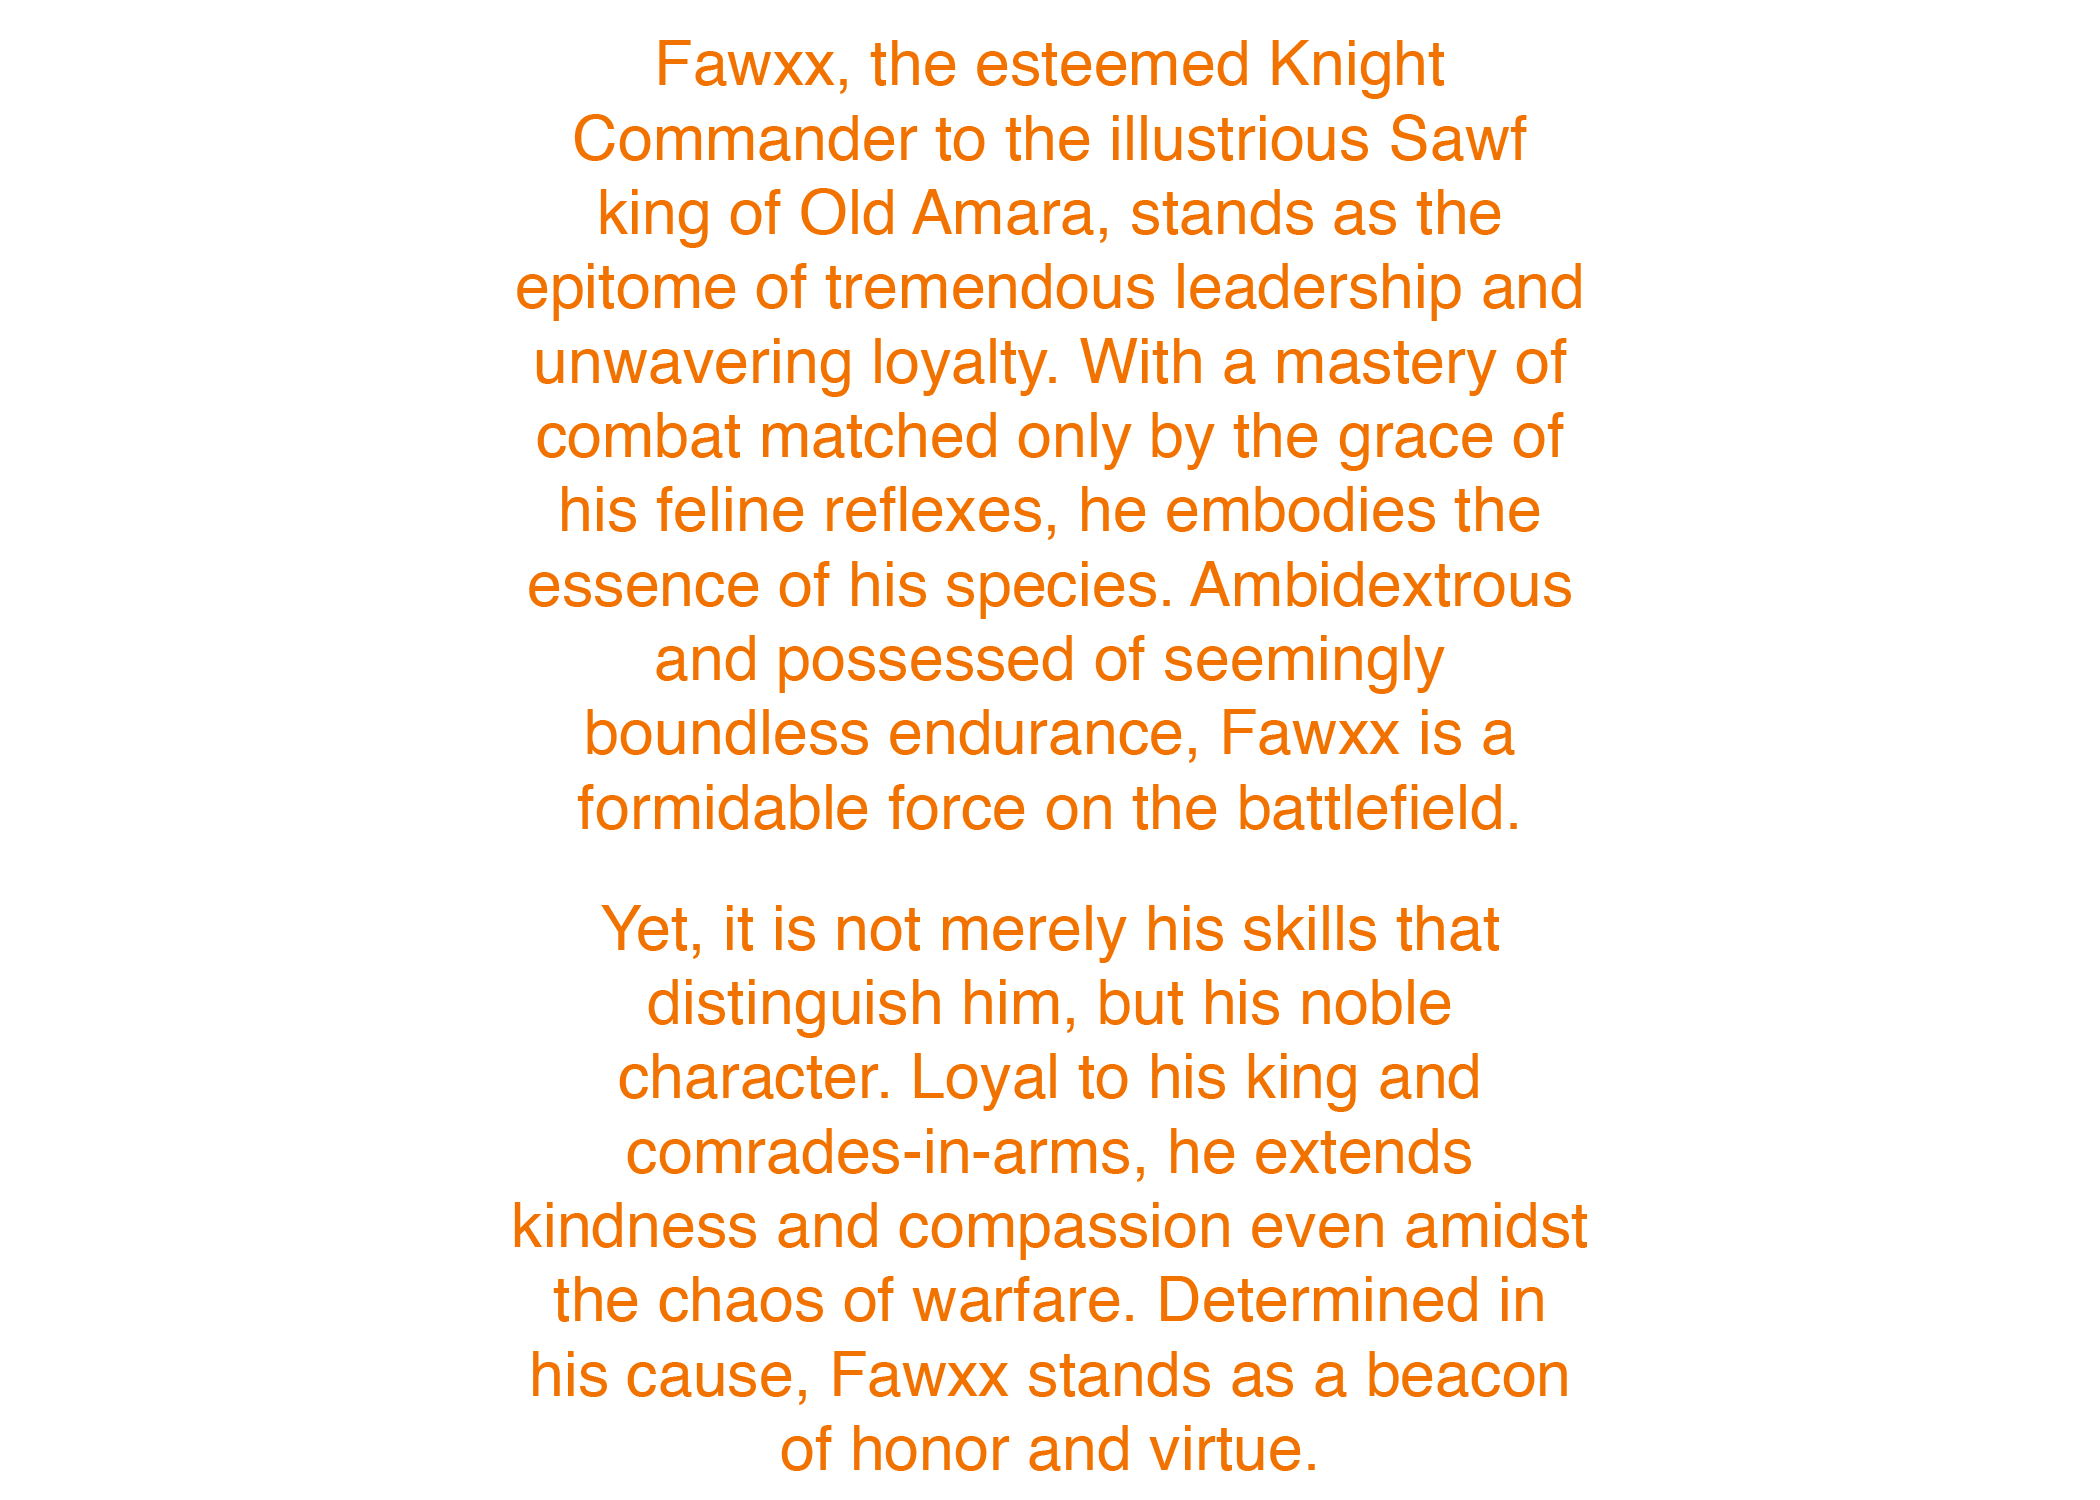 Fawxx, the esteemed Knight
Commander to the illustrious Sawf
king of Old Amara, stands as the
epitome of tremendous leadership and
unwavering loyalty. With a mastery of
combat matched only by the grace of
his feline reflexes, he embodies the
essence of his species. Ambidextrous
and possessed of seemingly
boundless endurance, Fawxx is a
formidable force on the battlefield.
Yet, it is not merely his skills that
distinguish him, but his noble
character. Loyal to his king and
comrades-in-arms, he extends
kindness and compassion even amidst
the chaos of warfare. Determined in
his cause, Fawxx stands as a beacon
of honor and virtue.